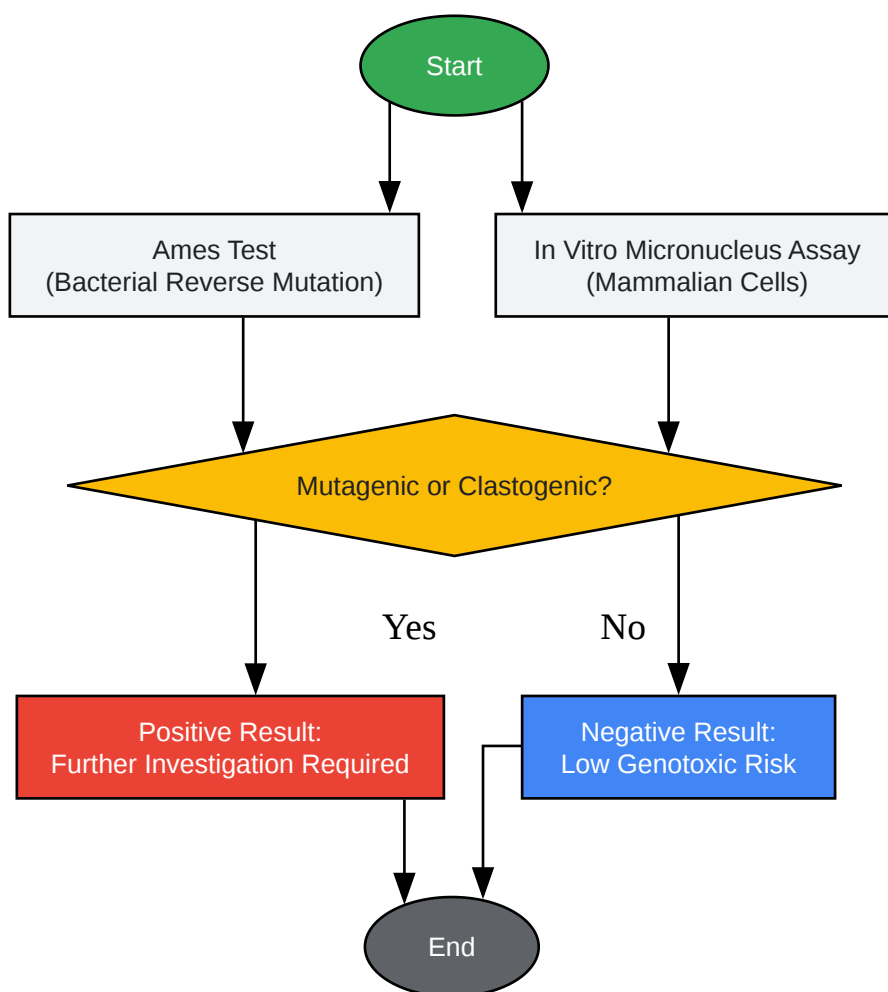 Start
Ames Test
(Bacterial Reverse Mutation)
In Vitro Micronucleus Assay
(Mammalian Cells)
Mutagenic or Clastogenic?
Yes
No
Positive Result:
Further Investigation Required
Negative Result:
Low Genotoxic Risk
End